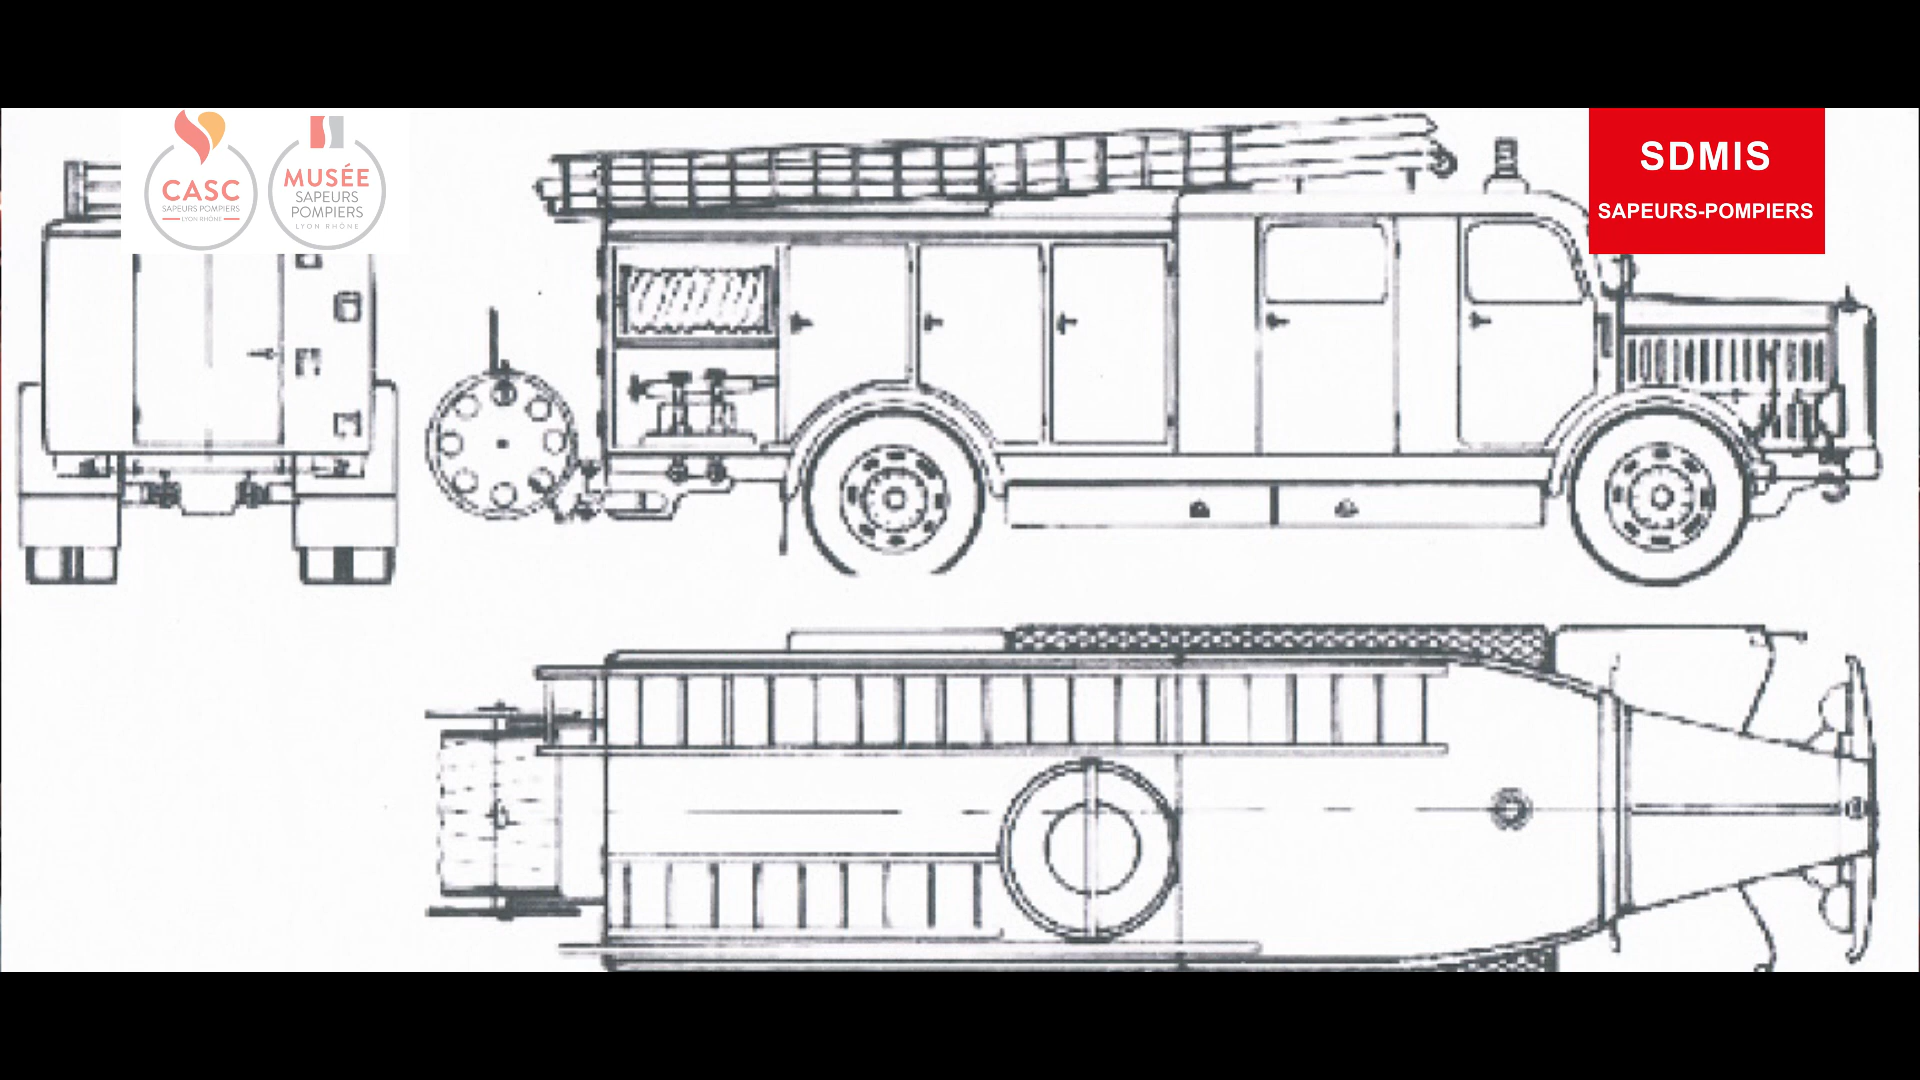 CASC
SAPEURS POMPIERS
LYON RHÔNE
MUSÉE
SAPEURS
POMPIERS
LYON RHÔNE
SDMIS
SAPEURS-POMPIERS